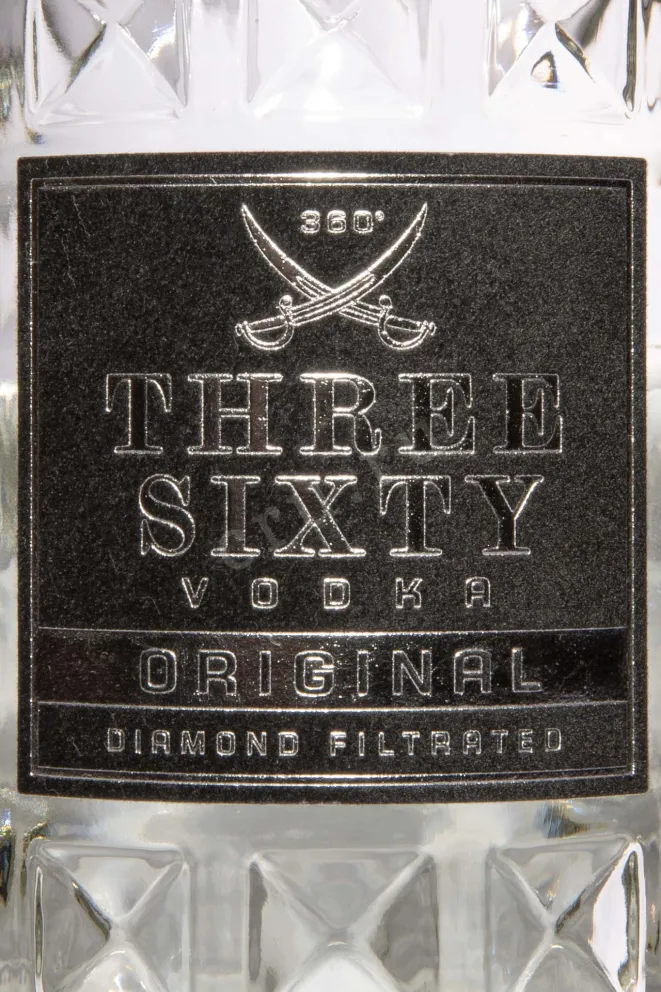 360°
THREE
SIXTY
VODKA
ORIGINAL
DIAMOND FILTRATED